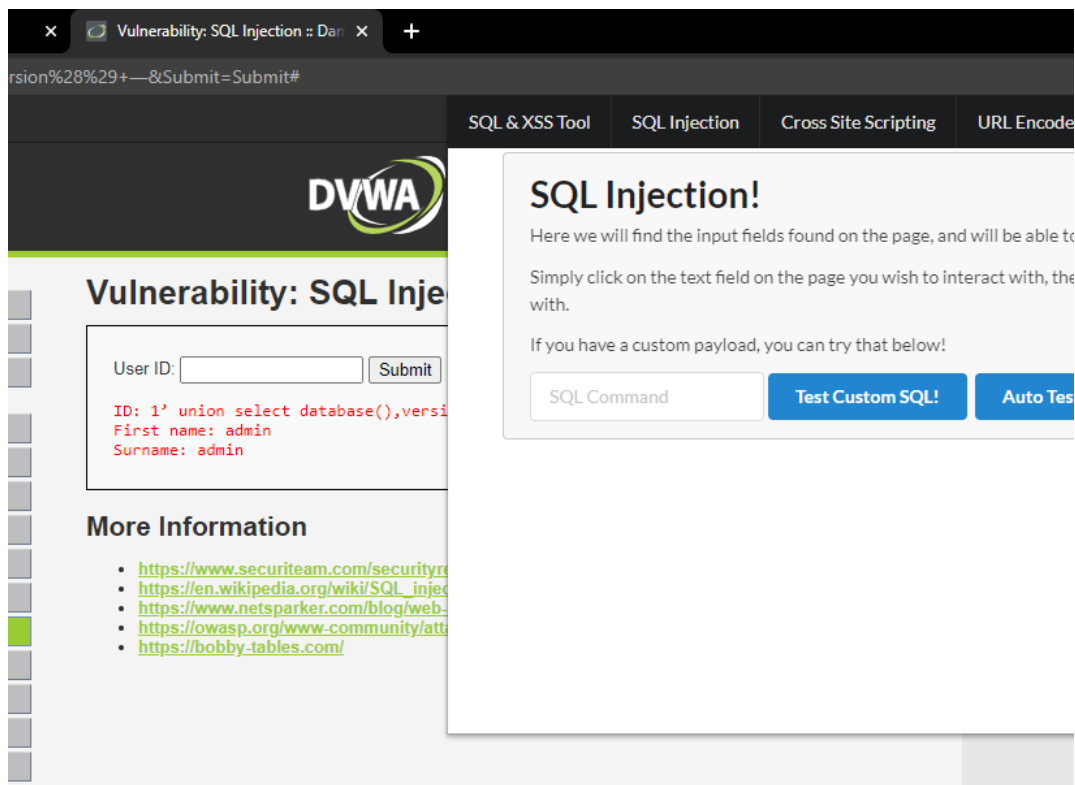 Vulnerability: SQL Injection :: Dam
rsion%28%29+—&Submit=Submit#
SQL & XSS Tool
SQL Injection
Cross Site Scripting
URL Encode
DVWA
SQL Injection!
Here we will find the input fields found on the page, and will be able to
Simply click on the text field on the page you wish to interact with, the
with.
If you have a custom payload, you can try that below!
SQL Command
Test Custom SQL!
Auto Tes
Vulnerability: SQL Inje
User ID:
Submit
ID: 1’ union select database(),versi
First name: admin
Surname: admin
More Information
https://www.securiteam.com/securityre
https://en.wikipedia.org/wiki/SQL_injec
https://www.netsparker.com/blog/web-
https://owasp.org/www-community/atta
https://bobby-tables.com/